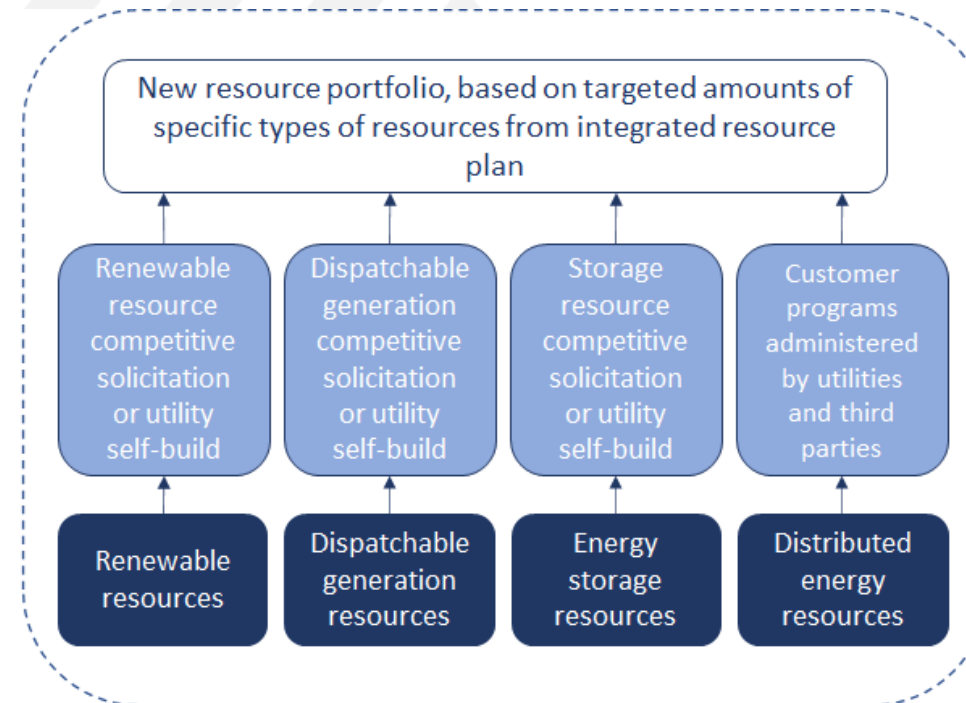 New resource portfolio, based on targeted amounts of
specific types of resources from integrated resource
plan
Renewable
resource
competitive
solicitation
or utility
self-build
Dispatchable
generation
competitive
solicitation
or utility
self-build
Storage
resource
competitive
solicitation
or utility
self-build
Customer
programs
administered
by utilities
and third
parties
Renewable
resources
Dispatchable
generation
resources
Energy
storage
resources
Distributed
energy
resources